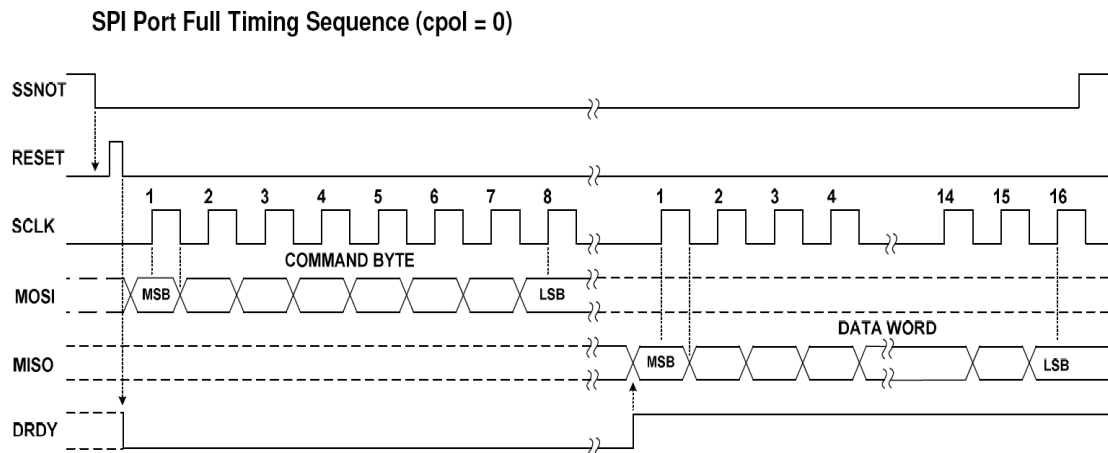 SPI Port Full Timing Sequence (cpol = 0)
SSNOT
RESET
1 2 3 4 5 6 7 8 1 2 3 4 14 15 16
SCLK
COMMAND BYTE
MOSI MSB LSB
DATA WORD
MISO MSB LSB
DRDY